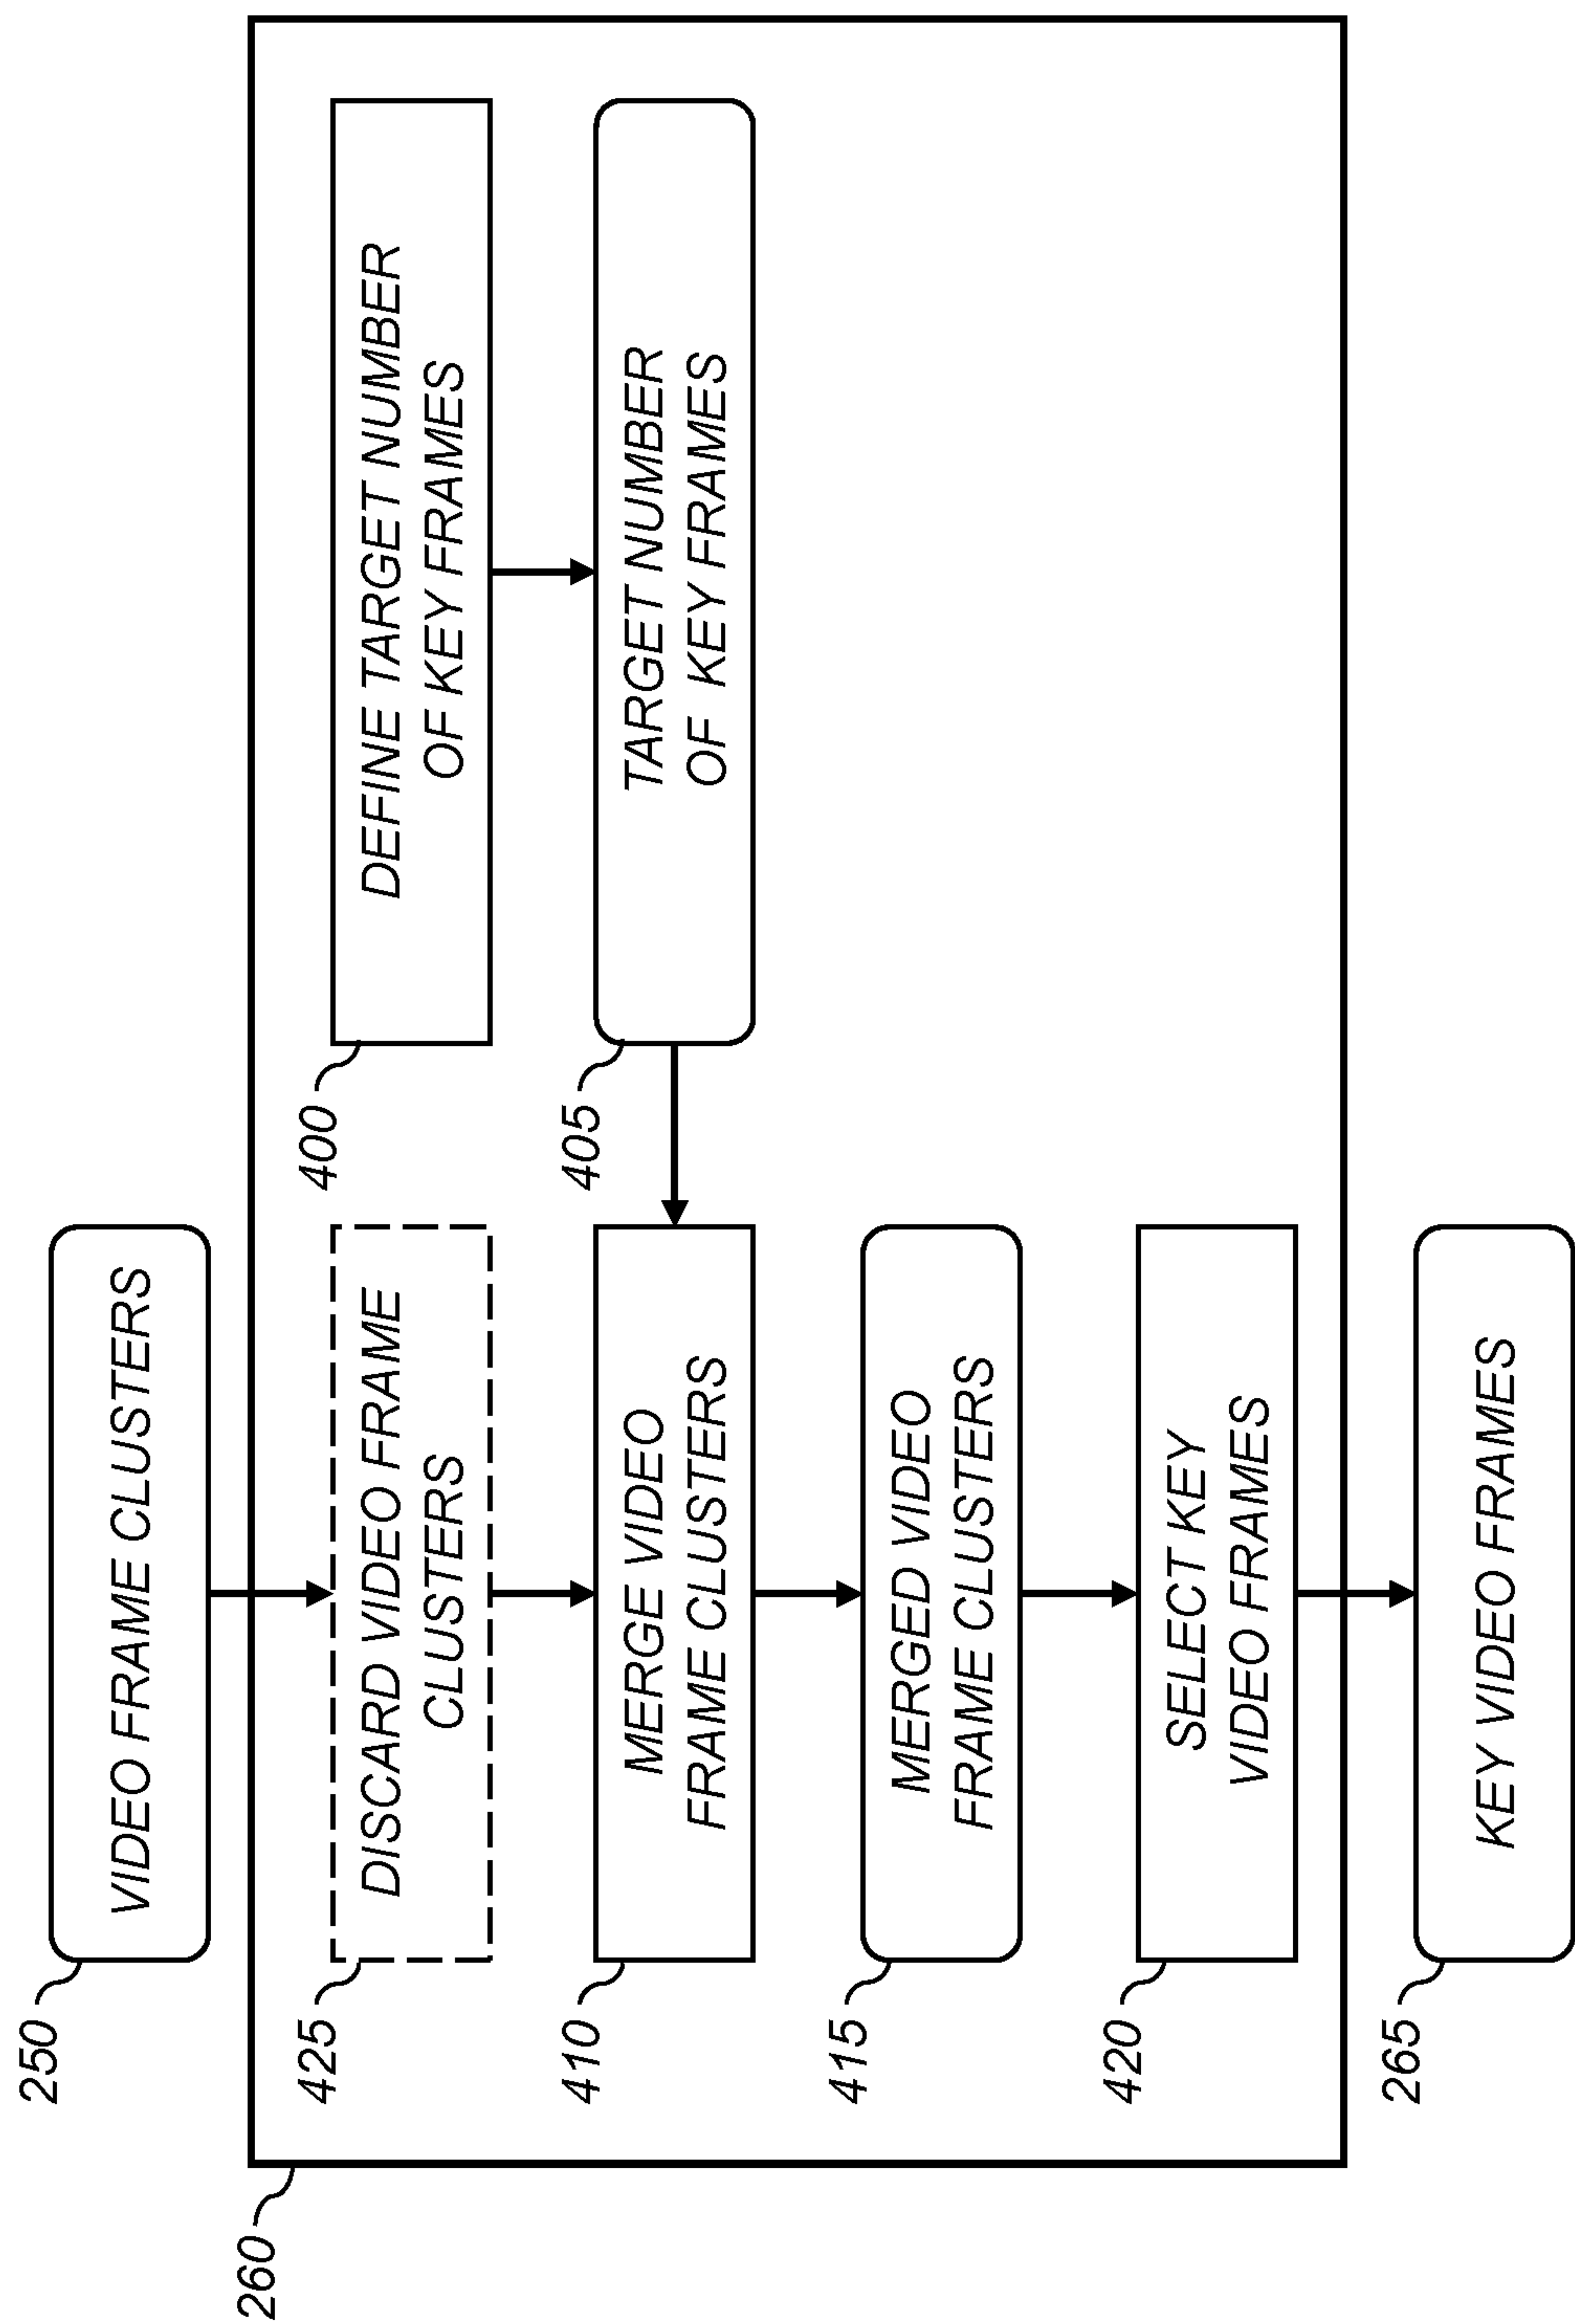 250
VIDEO FRAME CLUSTERS
260
425
DISCARD VIDEO FRAME
CLUSTERS
400
DEFINE TARGET NUMBER
OF KEY FRAMES
410
MERGE VIDEO
FRAME CLUSTERS
405
TARGET NUMBER
OF KEY FRAMES
415
MERGED VIDEO
FRAME CLUSTERS
420
SELECT KEY
VIDEO FRAMES
265
KEY VIDEO FRAMES